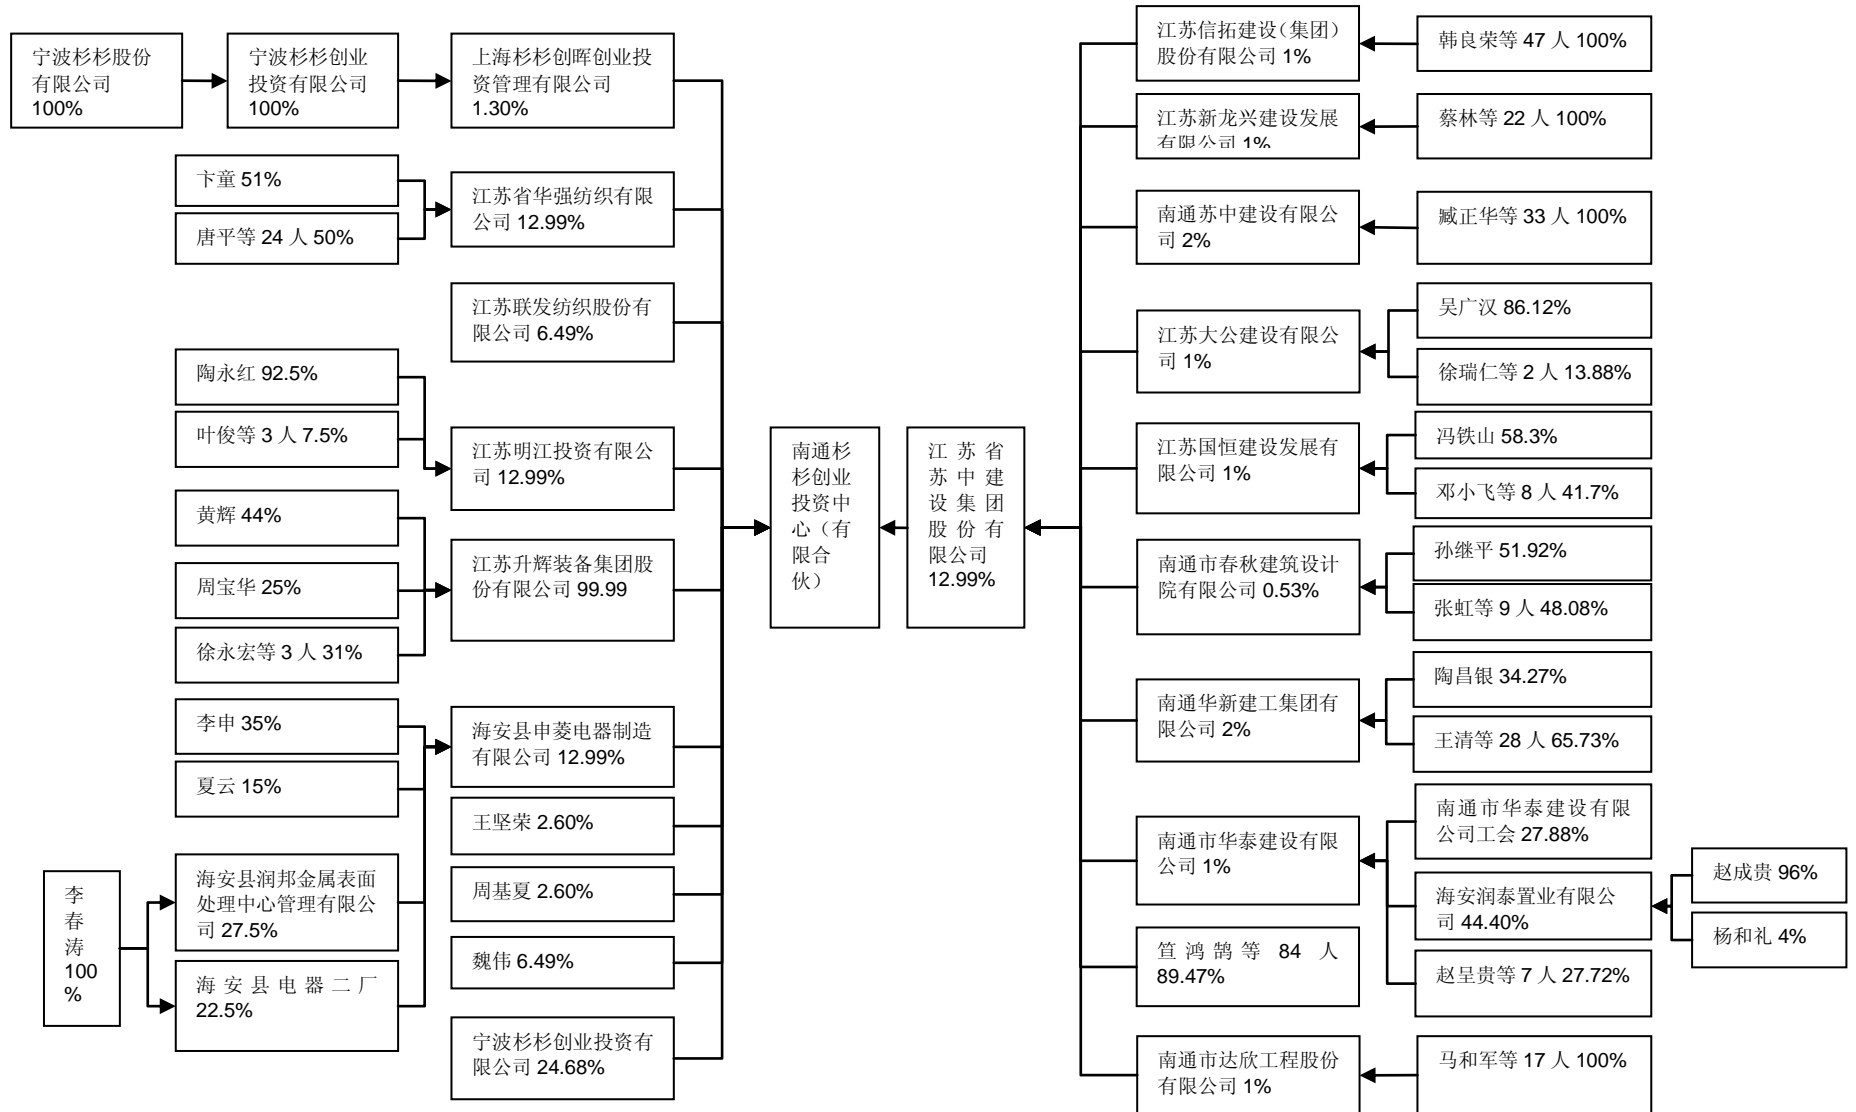 宁波杉杉股份
有限公司
100%
宁波杉杉创业
投资有限公司
100%
上海杉杉创晖创业投
资管理有限公司
1.30%
卞童 51%
唐平等 24 人 50%
江苏省华强纺织有限
公司 12.99%
江苏联发纺织股份有
限公司 6.49%
陶永红 92.5%
叶俊等 3 人 7.5%
江苏明江投资有限公
司 12.99%
黄辉 44%
周宝华 25%
徐永宏等 3 人 31%
江苏升辉装备集团股
份有限公司 99.99
李申 35%
夏云 15%
海安县申菱电器制造
有限公司 12.99%
王坚荣 2.60%
周基夏 2.60%
魏伟 6.49%
李
春
涛
100
%
海安县润邦金属表面
处理中心管理有限公
司 27.5%
海安县电器二厂
22.5%
宁波杉杉创业投资有
限公司 24.68%
南通杉
杉创业
投资中
心（有
限合
伙）
江苏省
苏中建
设集团
股份有
限公司
12.99%
江苏信拓建设（集团）
股份有限公司 1%
韩良荣等 47 人 100%
江苏新龙兴建设发展
有限公司 1%
蔡林等 22 人 100%
南通苏中建设有限公
司 2%
臧正华等 33 人 100%
江苏大公建设有限公
司 1%
吴广汉 86.12%
徐瑞仁等 2 人 13.88%
江苏国恒建设发展有
限公司 1%
冯铁山 58.3%
邓小飞等 8 人 41.7%
南通市春秋建筑设计
院有限公司 0.53%
孙继平 51.92%
张虹等 9 人 48.08%
南通华新建工集团有
限公司 2%
陶昌银 34.27%
王清等 28 人 65.73%
南通市华泰建设有限
公司 1%
南通市华泰建设有限
公司工会 27.88%
海安润泰置业有限公
司 44.40%
赵呈贵等 7 人 27.72%
赵成贵 96%
杨和礼 4%
笪鸿鹄等 84 人
89.47%
南通市达欣工程股份
有限公司 1%
马和军等 17 人 100%